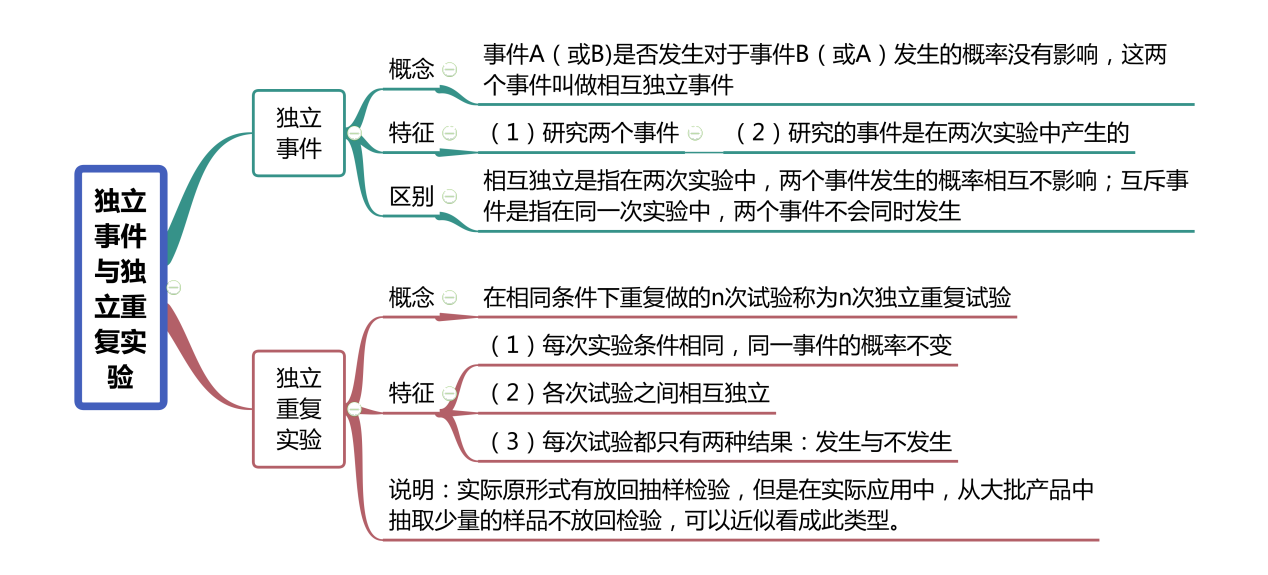 独立
事件
与独
立重
复实
验
独立
事件
概念
事件A（或B)是否发生对于事件B（或A）发生的概率没有影响，这两
个事件叫做相互独立事件
特征
（1）研究两个事件
（2）研究的事件是在两次实验中产生的
区别
相互独立是指在两次实验中，两个事件发生的概率相互不影响；互斥事
件是指在同一次实验中，两个事件不会同时发生
独立
重复
实验
概念
在相同条件下重复做的n次试验称为n次独立重复试验
特征
（1）每次实验条件相同，同一事件的概率不变
（2）各次试验之间相互独立
（3）每次试验都只有两种结果：发生与不发生
说明：实际原形式有放回抽样检验，但是在实际应用中，从大批产品中
抽取少量的样品不放回检验，可以近似看成此类型。